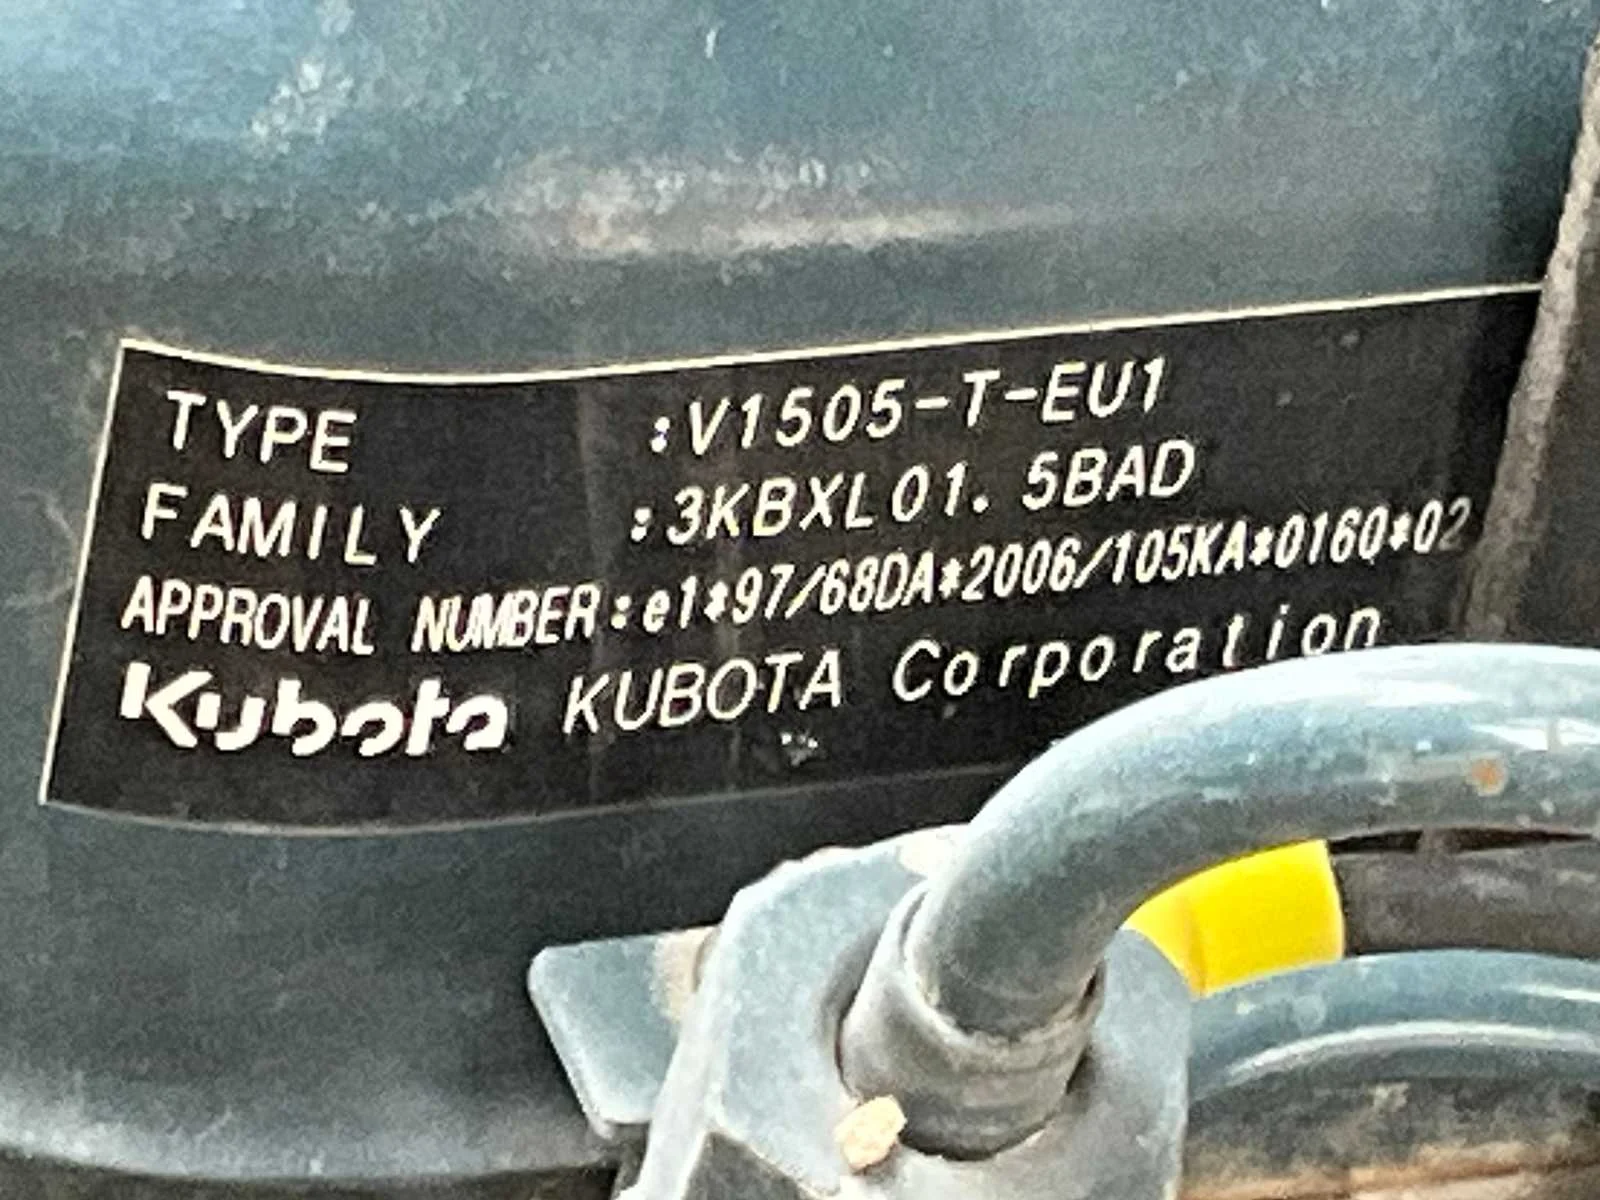 TYPE :V1505-T-EU1
FAMILY :3KBXL01.5BAD
APPROVAL NUMBER:e1*97/68DA*2006/105KA*0160*02
Kubota KUBOTA Corporation